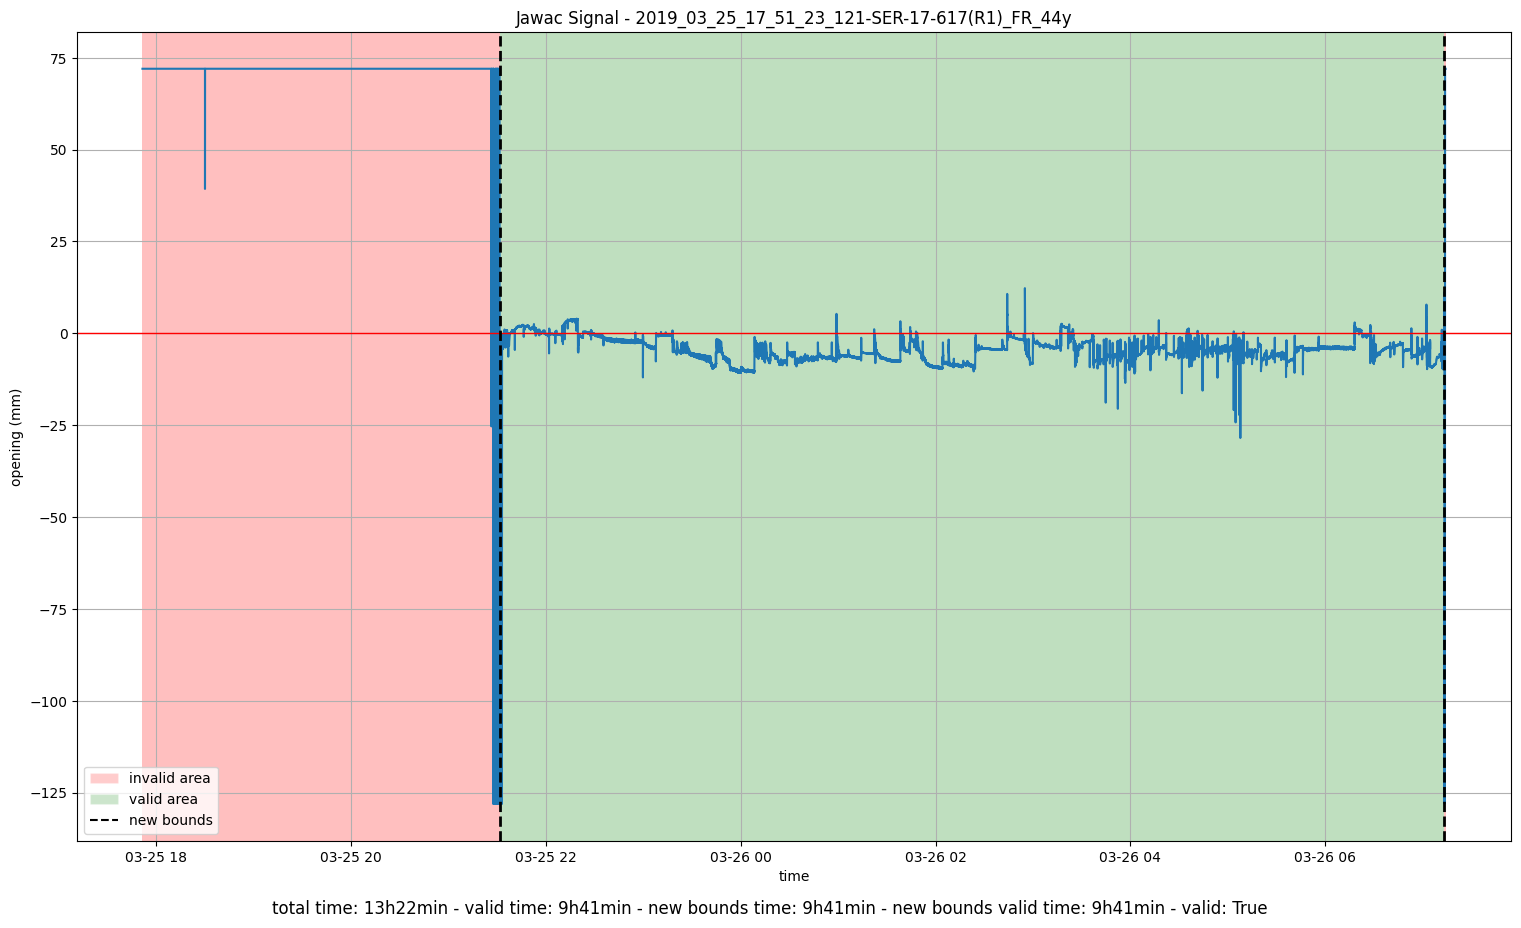 Jawac Signal - 2019_03_25_17_51_23_121-SER-17-617(R1)_FR_44y
opening (mm)
75
50
25
0
−25
−50
−75
−100
−125
invalid area
valid area
new bounds
03-25 18
03-25 20
03-25 22
03-26 00
03-26 02
03-26 04
03-26 06
time
total time: 13h22min - valid time: 9h41min - new bounds time: 9h41min - new bounds valid time: 9h41min - valid: True